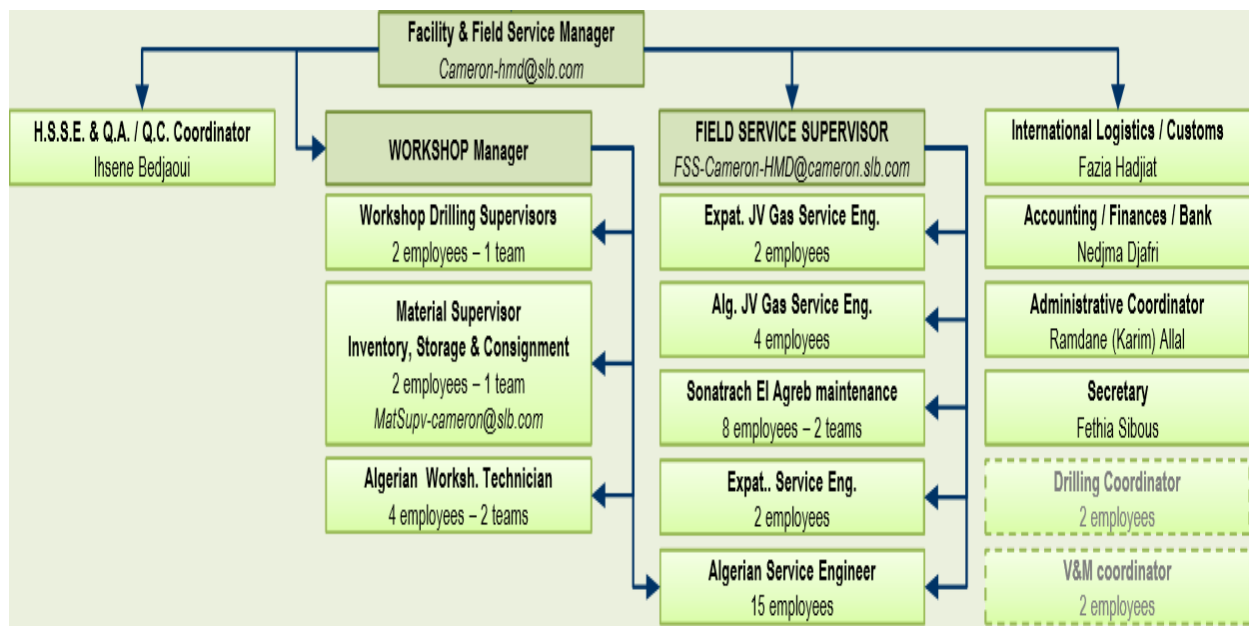 Facility & Field Service Manager
Cameron-hmd@slb.com
H.S.S.E. & Q.A. / Q.C. Coordinator
Ihsene Bedjaoui
WORKSHOP Manager
Workshop Drilling Supervisors
2 employees – 1 team
Material Supervisor
Inventory, Storage & Consignment
2 employees – 1 team
MatSupv-cameron@slb.com
Algerian Worksh. Technician
4 employees – 2 teams
FIELD SERVICE SUPERVISOR
FSS-Cameron-HMD@cameron.slb.com
Expat. JV Gas Service Eng.
2 employees
Alg. JV Gas Service Eng.
4 employees
Sonatrach El Agreb maintenance
8 employees – 2 teams
Expat.. Service Eng.
2 employees
Algerian Service Engineer
15 employees
International Logistics / Customs
Fazia Hadjiat
Accounting / Finances / Bank
Nedjma Djafri
Administrative Coordinator
Ramdane (Karim) Allal
Secretary
Fethia Sibous
Drilling Coordinator
2 employees
V&M coordinator
2 employees